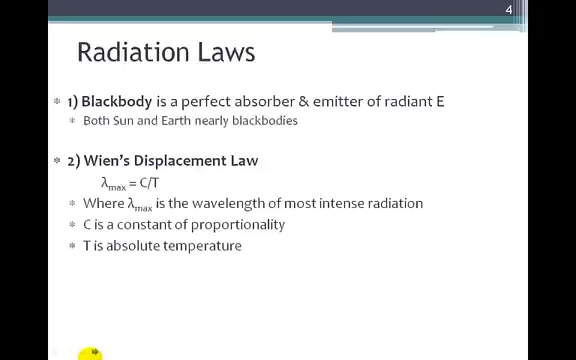 4
Radiation Laws
* 1) Blackbody is a perfect absorber & emitter of radiant E
* Both Sun and Earth nearly blackbodies
* 2) Wien's Displacement Law
λmax = C/T
* Where λmax is the wavelength of most intense radiation
* C is a constant of proportionality
* T is absolute temperature